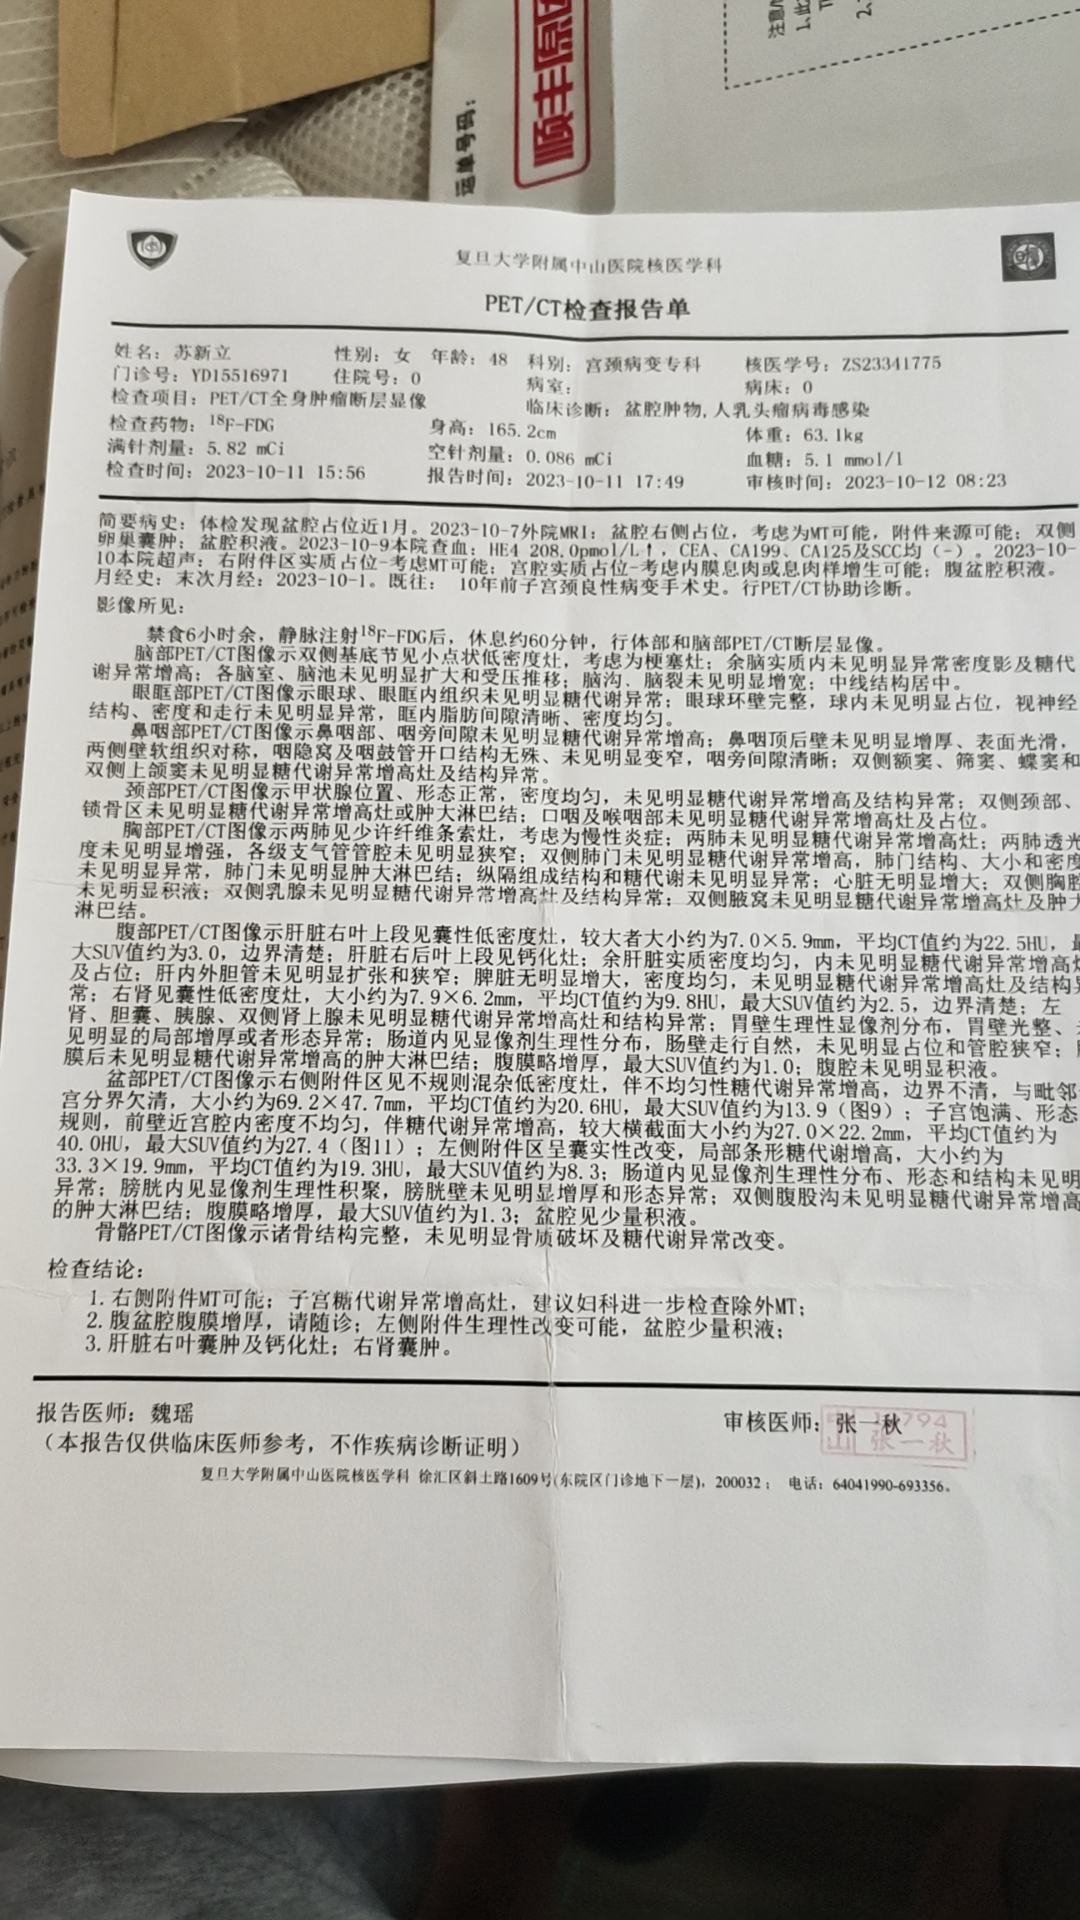 注意
1.此
2.
顺丰
运单号码:
复旦大学附属中山医院核医学科
PET/CT检查报告单
姓名: 苏新立 性别: 女 年龄: 48 科别: 宫颈病变专科 核医学号: ZS23341775
门诊号: YD15516971 住院号: 0 病室: 病床: 0
检查项目: PET/CT全身肿瘤断层显像 临床诊断: 盆腔肿物,人乳头瘤病毒感染
检查药物: 18F-FDG 身高: 165.2cm 体重: 63.1kg
满针剂量: 5.82 mCi 空针剂量: 0.086 mCi 血糖: 5.1 mmol/l
检查时间: 2023-10-11 15:56 报告时间: 2023-10-11 17:49 审核时间: 2023-10-12 08:23
简要病史: 体检发现盆腔占位近1月。2023-10-7外院MRI: 盆腔右侧占位, 考虑为MT可能, 附件来源可能; 双侧
卵巢囊肿; 盆腔积液。2023-10-9本院查血: HE4 208.0pmol/L↑, CEA、CA199、CA125及SCC均 (-) 。2023-10-
10本院超声: 右附件区实质占位-考虑MT可能; 宫腔实质占位-考虑内膜息肉或息肉样增生可能; 腹盆腔积液。
月经史: 末次月经: 2023-10-1。既往: 10年前子宫颈良性病变手术史。行PET/CT协助诊断。
影像所见:
禁食6小时余, 静脉注射18F-FDG后, 休息约60分钟, 行体部和脑部PET/CT断层显像。
脑部PET/CT图像示双侧基底节见小点状低密度灶, 考虑为梗塞灶; 余脑实质内未见明显异常密度影及糖代
谢异常增高; 各脑室、脑池未见明显扩大和受压推移; 脑沟、脑裂未见明显增宽; 中线结构居中。
眼眶部PET/CT图像示眼球、眼眶内组织未见明显糖代谢异常; 眼球环壁完整, 球内未见明显占位, 视神经
结构、密度和走行未见明显异常, 眶内脂肪间隙清晰、密度均匀。
鼻咽部PET/CT图像示鼻咽部、咽旁间隙未见明显糖代谢异常增高; 鼻咽顶后壁未见明显增厚、表面光滑,
两侧壁软组织对称, 咽隐窝及咽鼓管开口结构无殊、未见明显变窄, 咽旁间隙清晰; 双侧额窦、筛窦、蝶窦和
双侧上颌窦未见明显糖代谢异常增高灶及结构异常。
颈部PET/CT图像示甲状腺位置、形态正常, 密度均匀, 未见明显糖代谢异常增高及结构异常; 双侧颈部、
锁骨区未见明显糖代谢异常增高灶或肿大淋巴结; 口咽及喉咽部未见明显糖代谢异常增高灶及占位。
胸部PET/CT图像示两肺见少许纤维条索灶, 考虑为慢性炎症; 两肺未见明显糖代谢异常增高灶; 两肺透光
度未见明显增强, 各级支气管管腔未见明显狭窄; 双侧肺门未见明显糖代谢异常增高, 肺门结构、大小和密度
未见明显异常, 肺门未见明显肿大淋巴结; 纵隔组成结构和糖代谢未见明显异常; 心脏无明显增大; 双侧胸腔
未见明显积液; 双侧乳腺未见明显糖代谢异常增高灶及结构异常; 双侧腋窝未见明显糖代谢异常增高灶及肿大
淋巴结。
腹部PET/CT图像示肝脏右叶上段见囊性低密度灶, 较大者大小约为7.0×5.9mm, 平均CT值约为22.5HU, 最
大SUV值约为3.0, 边界清楚; 肝脏右后叶上段见钙化灶; 余肝脏实质密度均匀, 内未见明显糖代谢异常增高灶
及占位; 肝内外胆管未见明显扩张和狭窄; 脾脏无明显增大, 密度均匀, 未见明显糖代谢异常增高灶及结构异
常; 右肾见囊性低密度灶, 大小约为7.9×6.2mm, 平均CT值约为9.8HU, 最大SUV值约为2.5, 边界清楚; 左
肾、胆囊、胰腺、双侧肾上腺未见明显糖代谢异常增高灶和结构异常; 胃壁生理性显像剂分布, 胃壁光整、
见明显的局部增厚或者形态异常; 肠道内见显像剂生理性分布, 肠壁走行自然, 未见明显占位和管腔狭窄;
膜后未见明显糖代谢异常增高的肿大淋巴结; 腹膜略增厚, 最大SUV值约为1.0; 腹腔未见明显积液。
盆部PET/CT图像示右侧附件区见不规则混杂低密度灶, 伴不均匀性糖代谢异常增高, 边界不清, 与毗邻
宫分界欠清, 大小约为69.2×47.7mm, 平均CT值约为20.6HU, 最大SUV值约为13.9 (图9) ; 子宫饱满、形态
规则, 前壁近宫腔内密度不均匀, 伴糖代谢异常增高, 较大横截面大小约为27.0×22.2mm, 平均CT值约为
40.0HU, 最大SUV值约为27.4 (图11) ; 左侧附件区呈囊实性改变, 局部条形糖代谢增高, 大小约为
33.3×19.9mm, 平均CT值约为19.3HU, 最大SUV值约为8.3; 肠道内见显像剂生理性分布、形态和结构未见明
异常; 膀胱内见显像剂生理性积聚, 膀胱壁未见明显增厚和形态异常; 双侧腹股沟未见明显糖代谢异常增高
的肿大淋巴结; 腹膜略增厚, 最大SUV值约为1.3; 盆腔见少量积液。
骨骼PET/CT图像示诸骨结构完整, 未见明显骨质破坏及糖代谢异常改变。
检查结论:
1. 右侧附件MT可能; 子宫糖代谢异常增高灶, 建议妇科进一步检查除外MT;
2. 腹盆腔腹膜增厚, 请随诊; 左侧附件生理性改变可能, 盆腔少量积液;
3. 肝脏右叶囊肿及钙化灶; 右肾囊肿。
报告医师: 魏瑶 审核医师: 张一秋
张一秋
(本报告仅供临床医师参考, 不作疾病诊断证明)
复旦大学附属中山医院核医学科 徐汇区斜土路1609号(东院区门诊地下一层), 200032; 电话: 64041990-693356。